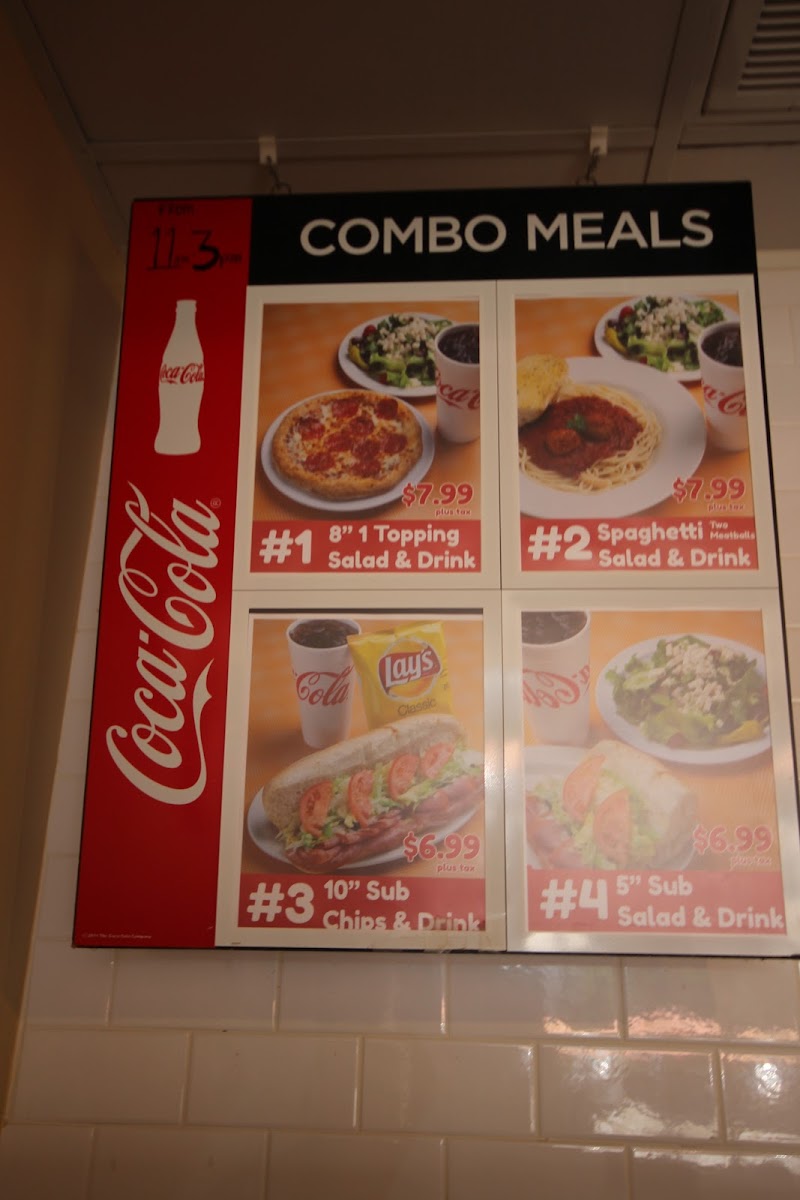 FROM
11am 3pm
COMBO MEALS
Coca-Cola
Coca-Cola®
Coca-Cola
$7.99
plus tax
#1 8” 1 Topping
Salad & Drink
$7.99
plus tax
#2 Spaghetti Two Meatballs
Salad & Drink
Cola
Lay's
Classic
$6.99
plus tax
#3 10” Sub
Chips & Drink
$6.99
plus tax
#4 5” Sub
Salad & Drink